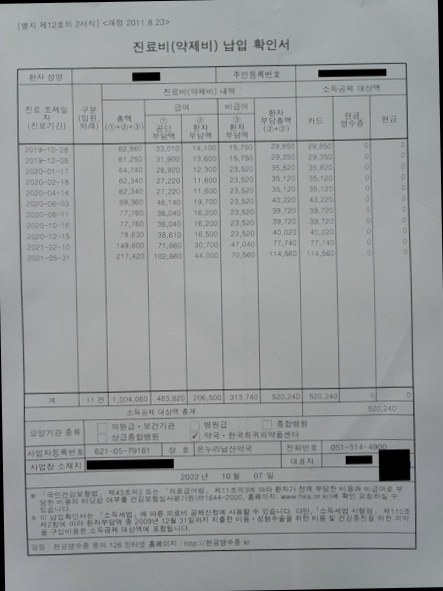 [별지 제12호의 2서식] <개정 2011.8.23>
진료비(약제비) 납입 확인서
환자 성명 주민등록번호
진료·조제일자 (진료기간) 구분 (입원, 외래) 진료비(약제비) 내역 소득공제 대상액
총액 (①+②+③) 급여 비급여 환자 부담총액 (②+③) 카드 현금 영수증 현금
① 공단 부담액 ② 환자 부담액 ③ 환자 부담액
2019-10-28 62,860 33,010 14,100 15,750 29,850 29,850 0 0
2019-12-05 61,250 31,900 13,600 15,750 29,350 29,350 0 0
2020-01-17 64,740 28,920 12,300 23,520 35,820 35,820 0 0
2020-02-18 62,340 27,220 11,600 23,520 35,120 35,120 0 0
2020-04-14 62,340 27,220 11,600 23,520 35,120 35,120 0 0
2020-06-03 89,360 46,140 19,700 23,520 43,220 43,220 0 0
2020-08-11 77,760 38,040 16,200 23,520 39,720 39,720 0 0
2020-10-16 77,760 38,040 16,200 23,520 39,720 39,720 0 0
2020-12-15 78,630 38,610 16,500 23,520 40,020 40,020 0 0
2021-02-10 149,600 71,860 30,700 47,040 77,740 77,740 0 0
2021-05-31 217,420 102,860 44,000 70,560 114,560 114,560 0 0
계 11 건 1,004,060 483,820 206,500 313,740 520,240 520,240 0 0
소득공제 대상액 총계 520,240
요양기관 종류 의원급·보건기관 병원급 종합병원
상급종합병원 약국·한국희귀의약품센터
사업자등록번호 621-05-79181 상 호 온누리남산약국 전화번호 051-514-4900
사업장 소재지 대표자
2022 년 10 월 07 일
* 「국민건강보험법」 제43조의2 또는 「의료급여법」 제11조의3에 따라 환자가 전액 부담한 비용과 비급여로 부
담한 비용의 타당성 여부를 건강보험심사평가원(☎1644-2000, 홈페이지: www.hira.or.kr)에 확인 요청하실 수
있습니다.
* 이 납입확인서는 「소득세법」에 따른 의료비 공제신청에 사용할 수 있습니다. 다만, 「소득세법 시행령」 제110조
제2항에 따라 환자부담액 중 2009년 12월 31일까지 지출한 미용·성형수술을 위한 비용 및 건강증진을 위한 의약
품 구입비용은 소득공제 대상액에 포함됩니다.
알림 현금영수증 문의 126 인터넷 홈페이지 : http://현금영수증.kr